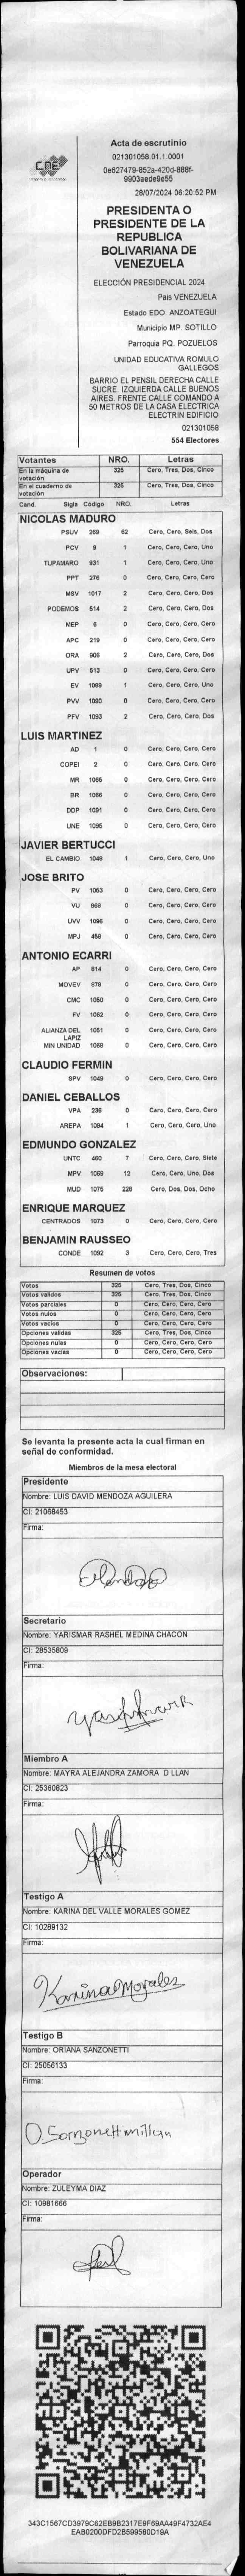 CNE
Acta de escrutinio
021301058.01.1.0001
0e627479-852a-420d-888f-
9903aede9e55
28/07/2024 06:20:52 PM
PRESIDENTA O
PRESIDENTE DE LA
REPUBLICA
BOLIVARIANA DE
VENEZUELA
ELECCIÓN PRESIDENCIAL 2024
Pais VENEZUELA
Estado EDO. ANZOATEGUI
Municipio MP. SOTILLO
Parroquia PQ. POZUELOS
UNIDAD EDUCATIVA ROMULO
GALLEGOS
BARRIO EL PENSIL DERECHA CALLE
SUCRE. IZQUIERDA CALLE BUENOS
AIRES. FRENTE CALLE COMANDO A
50 METROS DE LA CASA ELECTRICA
ELECTRIN EDIFICIO
021301058
554 Electores
Votantes NRO. Letras
En la máquina de votación 325 Cero, Tres, Dos, Cinco
En el cuaderno de votación 325 Cero, Tres, Dos, Cinco
Cand. Sigla Código NRO. Letras
NICOLAS MADURO
PSUV 269 62 Cero, Cero, Seis, Dos
PCV 9 1 Cero, Cero, Cero, Uno
TUPAMARO 931 1 Cero, Cero, Cero, Uno
PPT 276 0 Cero, Cero, Cero, Cero
MSV 1017 2 Cero, Cero, Cero, Dos
PODEMOS 514 2 Cero, Cero, Cero, Dos
MEP 6 0 Cero, Cero, Cero, Cero
APC 219 0 Cero, Cero, Cero, Cero
ORA 906 2 Cero, Cero, Cero, Dos
UPV 513 0 Cero, Cero, Cero, Cero
EV 1089 1 Cero, Cero, Cero, Uno
PVV 1090 0 Cero, Cero, Cero, Cero
PFV 1093 2 Cero, Cero, Cero, Dos
LUIS MARTINEZ
AD 1 0 Cero, Cero, Cero, Cero
COPEI 2 0 Cero, Cero, Cero, Cero
MR 1065 0 Cero, Cero, Cero, Cero
BR 1066 0 Cero, Cero, Cero, Cero
DDP 1091 0 Cero, Cero, Cero, Cero
UNE 1095 0 Cero, Cero, Cero, Cero
JAVIER BERTUCCI
EL CAMBIO 1048 1 Cero, Cero, Cero, Uno
JOSE BRITO
PV 1053 0 Cero, Cero, Cero, Cero
VU 868 0 Cero, Cero, Cero, Cero
UVV 1096 0 Cero, Cero, Cero, Cero
MPJ 458 0 Cero, Cero, Cero, Cero
ANTONIO ECARRI
AP 814 0 Cero, Cero, Cero, Cero
MOVEV 879 0 Cero, Cero, Cero, Cero
CMC 1050 0 Cero, Cero, Cero, Cero
FV 1062 0 Cero, Cero, Cero, Cero
ALIANZA DEL LAPIZ 1051 0 Cero, Cero, Cero, Cero
MIN UNIDAD 1069 0 Cero, Cero, Cero, Cero
CLAUDIO FERMIN
SPV 1049 0 Cero, Cero, Cero, Cero
DANIEL CEBALLOS
VPA 236 0 Cero, Cero, Cero, Cero
AREPA 1094 1 Cero, Cero, Cero, Uno
EDMUNDO GONZALEZ
UNTC 460 7 Cero, Cero, Cero, Siete
MPV 1069 12 Cero, Cero, Uno, Dos
MUD 1075 228 Cero, Dos, Dos, Ocho
ENRIQUE MARQUEZ
CENTRADOS 1073 0 Cero, Cero, Cero, Cero
BENJAMIN RAUSSEO
CONDE 1092 3 Cero, Cero, Cero, Tres
Resumen de votos
Votos 325 Cero, Tres, Dos, Cinco
Votos validos 325 Cero, Tres, Dos, Cinco
Votos parciales 0 Cero, Cero, Cero, Cero
Votos nulos 0 Cero, Cero, Cero, Cero
Votos vacios 0 Cero, Cero, Cero, Cero
Opciones validas 325 Cero, Tres, Dos, Cinco
Opciones nulas 0 Cero, Cero, Cero, Cero
Opciones vacias 0 Cero, Cero, Cero, Cero
Observaciones:
Se levanta la presente acta la cual firman en
señal de conformidad.
Miembros de la mesa electoral
Presidente
Nombre: LUIS DAVID MENDOZA AGUILERA
CI: 21068453
Firma:
Secretario
Nombre: YARISMAR RASHEL MEDINA CHACON
CI: 28535809
Firma:
Miembro A
Nombre: MAYRA ALEJANDRA ZAMORA D LLAN
CI: 25360823
Firma:
Testigo A
Nombre: KARINA DEL VALLE MORALES GOMEZ
CI: 10289132
Firma:
Karina Morales
Testigo B
Nombre: ORIANA SANZONETTI
CI: 25056133
Firma:
Operador
Nombre: ZULEYMA DIAZ
CI: 10981666
Firma:
343C1567CD3979C62EB9B2317E9F69AA49F4732AE4
EAB0200DFD2B599580D19A